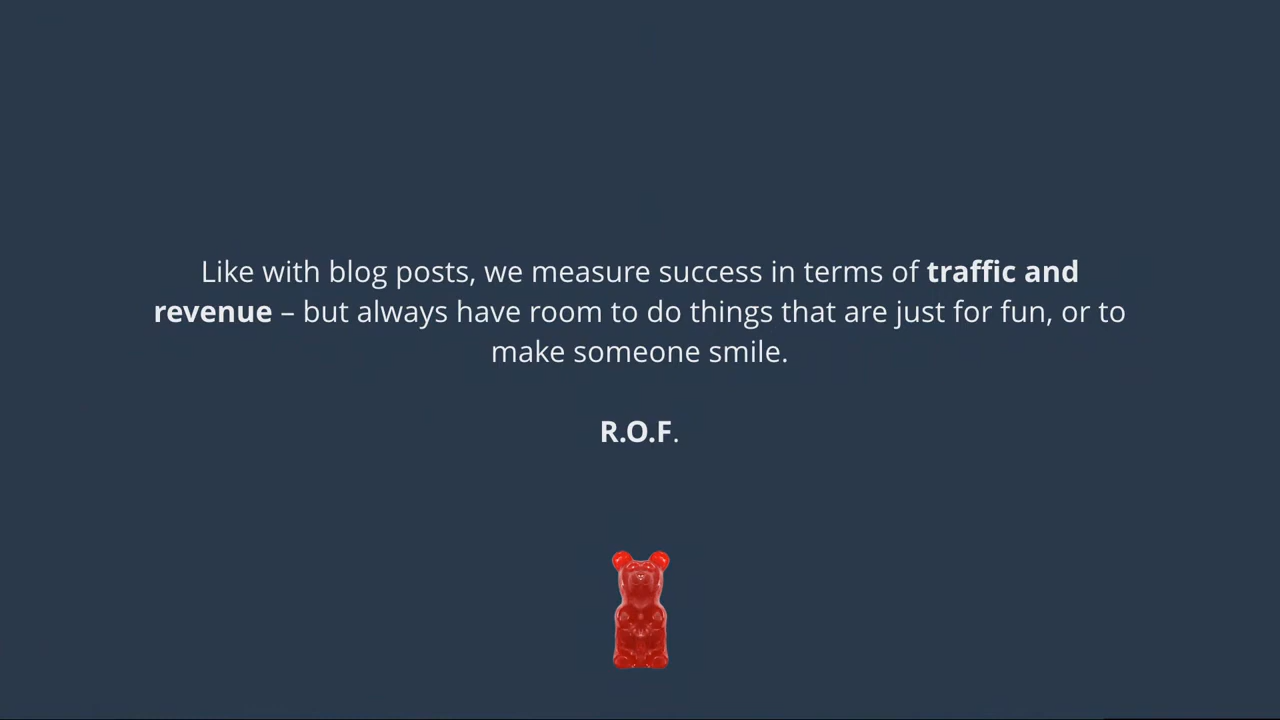 Like with blog posts, we measure success in terms of traffic and
revenue – but always have room to do things that are just for fun, or to
make someone smile.
R.O.F.